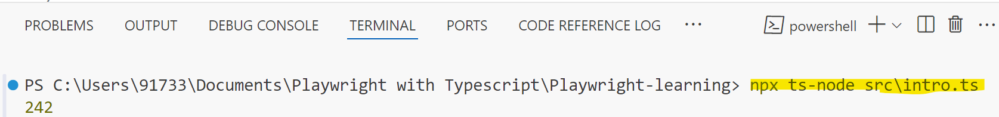 PROBLEMS OUTPUT DEBUG CONSOLE TERMINAL PORTS CODE REFERENCE LOG ··· powershell ···
PS C:\Users\91733\Documents\Playwright with Typescript\Playwright-learning> npx ts-node src\intro.ts
242